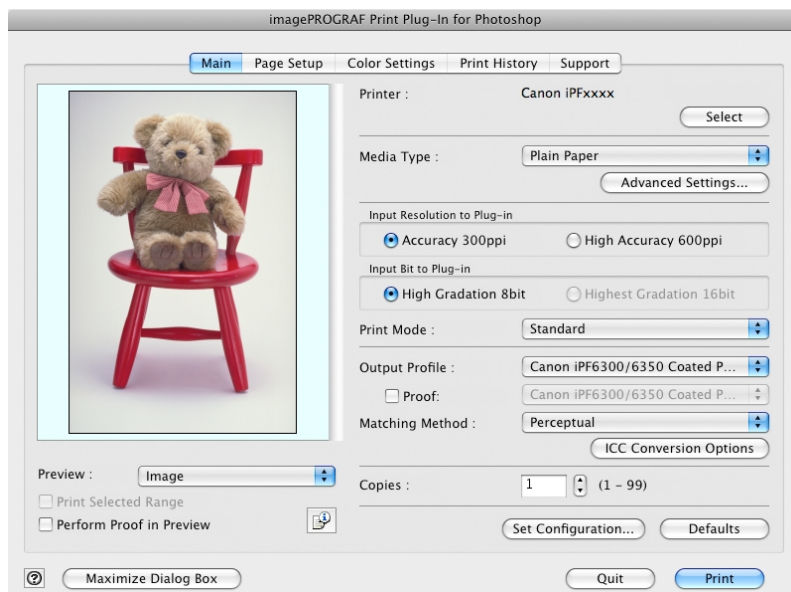 imagePROGRAF Print Plug-In for Photoshop
Main Page Setup Color Settings Print History Support
Printer : Canon iPFxxxx
Select
Media Type : Plain Paper
Advanced Settings...
Input Resolution to Plug-in
Accuracy 300ppi High Accuracy 600ppi
Input Bit to Plug-in
High Gradation 8bit Highest Gradation 16bit
Print Mode : Standard
Output Profile : Canon iPF6300/6350 Coated P...
Proof: Canon iPF6300/6350 Coated P...
Matching Method : Perceptual
ICC Conversion Options
Preview : Image
Print Selected Range
Perform Proof in Preview
Copies : 1 (1 - 99)
Set Configuration... Defaults
? Maximize Dialog Box Quit Print